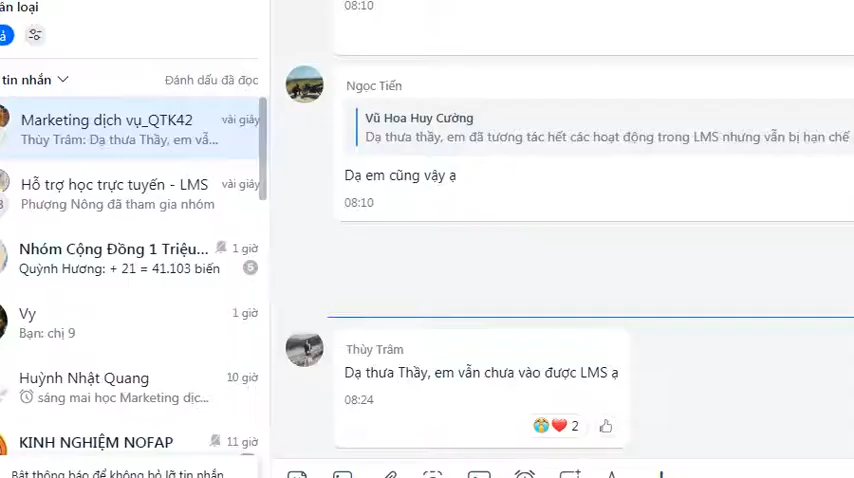 ân loại
tin nhắn
Đánh dấu đã đọc
Marketing dịch vụ_QTK42
vài giây
Thùy Trâm: Dạ thưa Thầy, em vẫ...
Hỗ trợ học trực tuyến - LMS
vài giây
Phượng Nông đã tham gia nhóm
Nhóm Cộng Đồng 1 Triệu...
1 giờ
Quỳnh Hương: + 21 = 41.103 biến
5
Vy
1 giờ
Bạn: chị 9
Huỳnh Nhật Quang
10 giờ
sáng mai học Marketing dịc...
KINH NGHIỆM NOFAP
11 giờ
Bật thông báo để không bỏ lỡ tin nhắn
08:10
Ngọc Tiến
Vũ Hoa Huy Cường
Dạ thưa thầy, em đã tương tác hết các hoạt động trong LMS nhưng vẫn bị hạn chế
Dạ em cũng vậy ạ
08:10
Thùy Trâm
Dạ thưa Thầy, em vẫn chưa vào được LMS ạ
08:24
2